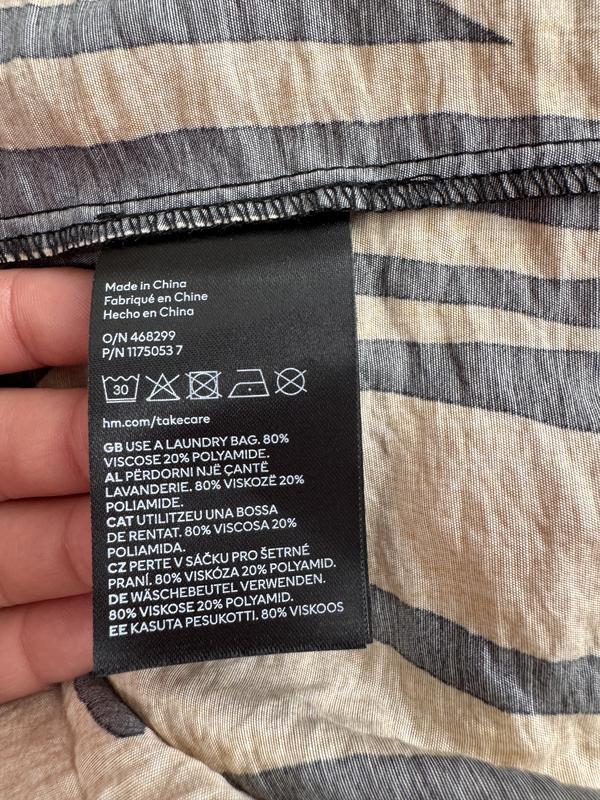 Made in China
Fabriqué en Chine
Hecho en China
O/N 468299
P/N 1175053 7
30
hm.com/takecare
GB USE A LAUNDRY BAG. 80%
VISCOSE 20% POLYAMIDE.
AL PËRDORNI NJË ÇANTË
LAVANDERIE. 80% VISKOZË 20%
POLIAMIDE.
CAT UTILITZEU UNA BOSSA
DE RENTAT. 80% VISCOSA 20%
POLIAMIDA.
CZ PERTE V SÁČKU PRO ŠETRNÉ
PRANÍ. 80% VISKÓZA 20% POLYAMID.
DE WÄSCHEBEUTEL VERWENDEN.
80% VISKOSE 20% POLYAMID.
EE KASUTA PESUKOTTI. 80% VISKOOS